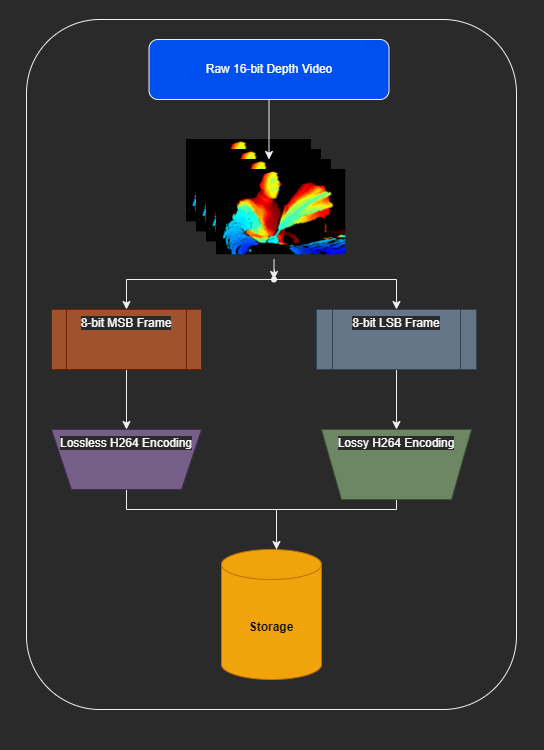 Raw 16-bit Depth Video
8-bit MSB Frame
8-bit LSB Frame
Lossless H264 Encoding
Lossy H264 Encoding
Storage